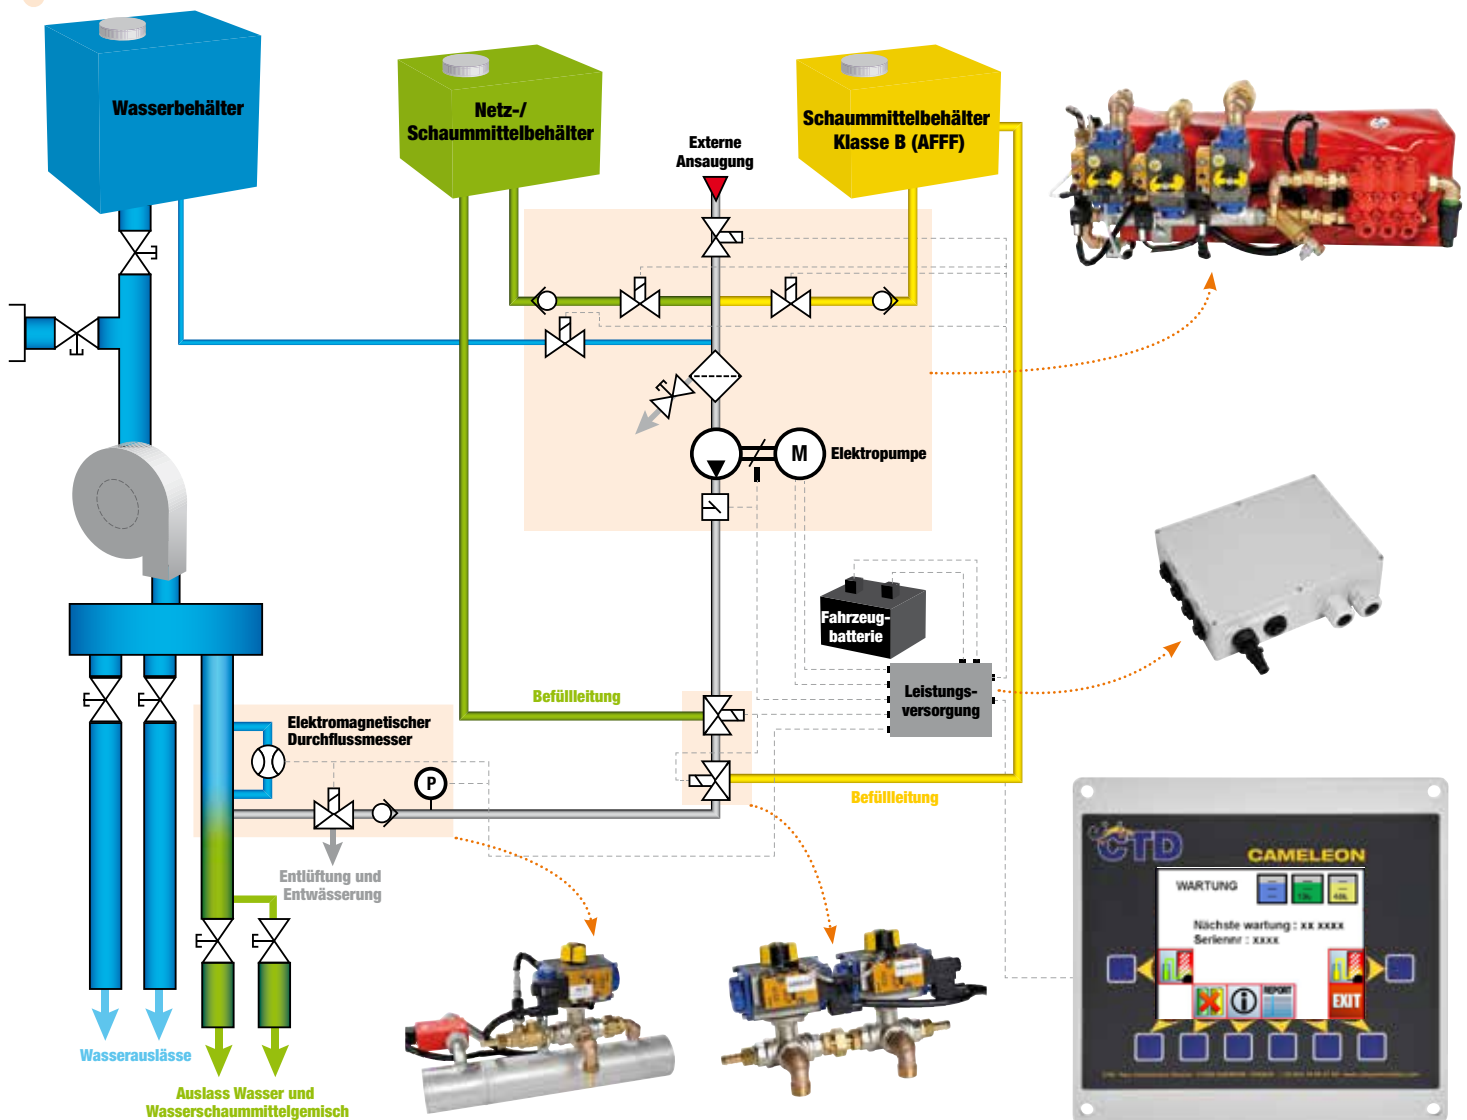 Wasserbehälter
Netz-/
Schaummittelbehälter
Schaummittelbehälter
Klasse B (AFFF)
Externe
Ansaugung
M
Elektropumpe
Fahrzeug-
batterie
Leistungs-
versorgung
Befüllleitung
Elektromagnetischer
Durchflussmesser
P
Befüllleitung
Entlüftung und
Entwässerung
Wasserauslässe
Auslass Wasser und
Wasserschaummittelgemisch
CTD
CAMELEON
WARTUNG
Nächste wartung : xx xxxx
Seriennr : xxxx
REPORT
EXIT